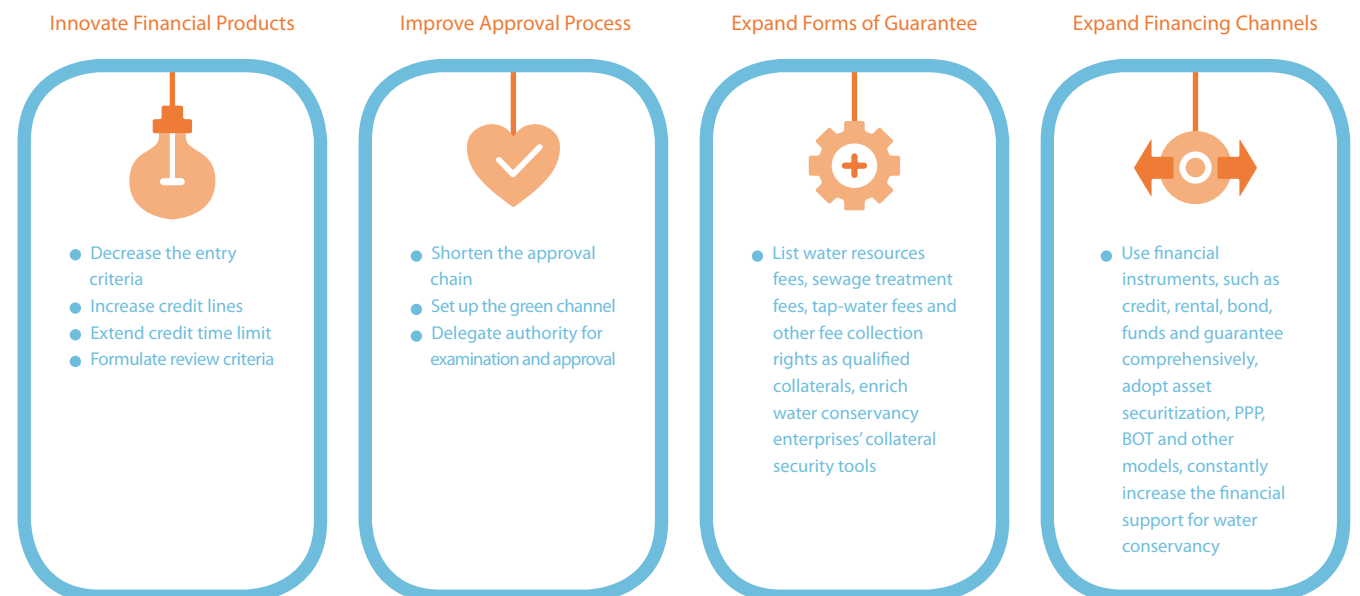 Innovate Financial Products
Decrease the entry
criteria
Increase credit lines
Extend credit time limit
Formulate review criteria
Improve Approval Process
Shorten the approval
chain
Set up the green channel
Delegate authority for
examination and approval
Expand Forms of Guarantee
List water resources
fees, sewage treatment
fees, tap-water fees and
other fee collection
rights as qualified
collaterals, enrich
water conservancy
enterprises' collateral
security tools
Expand Financing Channels
Use financial
instruments, such as
credit, rental, bond,
funds and guarantee
comprehensively,
adopt asset
securitization, PPP,
BOT and other
models, constantly
increase the financial
support for water
conservancy